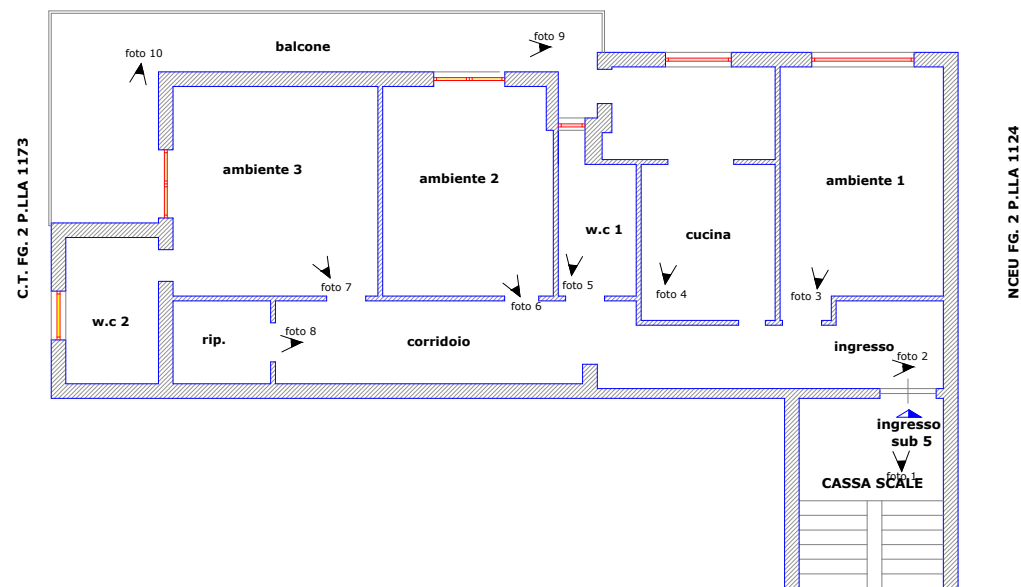 foto 9
balcone
foto 10
C.T. FG. 2 P.LLA 1173
NCEU FG. 2 P.LLA 1124
ambiente 3
ambiente 2
ambiente 1
w.c 1
cucina
foto 7
foto 6
foto 5
foto 4
foto 3
w.c 2
rip.
foto 8
corridoio
ingresso
foto 2
ingresso
sub 5
foto 1
CASSA SCALE